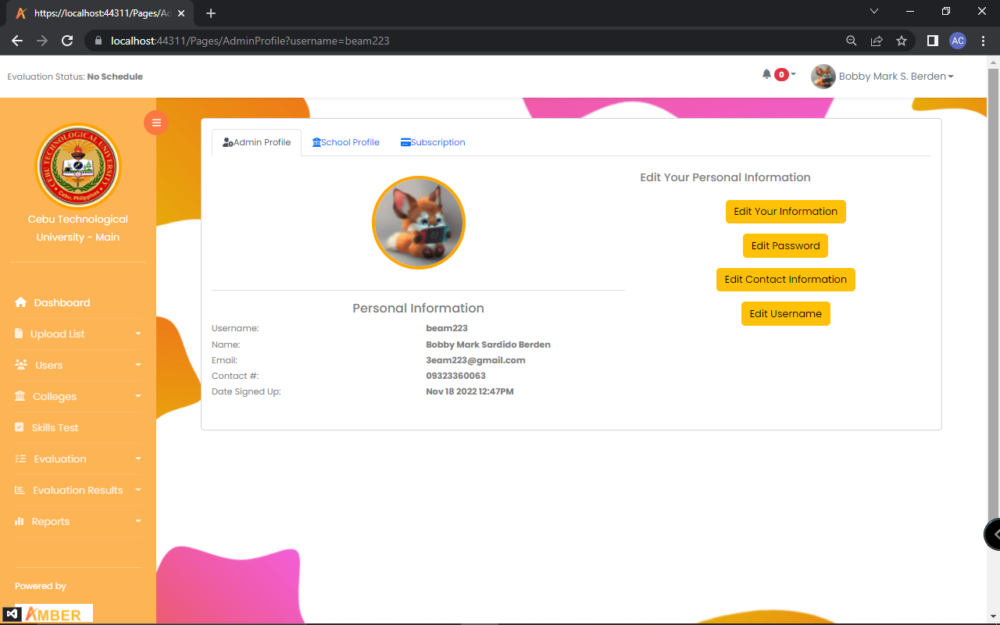 https://localhost:44311/Pages/Ad
localhost:44311/Pages/AdminProfile?username=beam223
AC
Evaluation Status: No Schedule
0
Bobby Mark S. Berden
CEBU TECHNOLOGICAL UNIVERSITY
Cebu, Philippines
Cebu Technological
University - Main
Dashboard
Upload List
Users
Colleges
Skills Test
Evaluation
Evaluation Results
Reports
Powered by
AMBER
Admin Profile
School Profile
Subscription
Personal Information
Username: beam223
Name: Bobby Mark Sardido Berden
Email: 3eam223@gmail.com
Contact #: 09323360063
Date Signed Up: Nov 18 2022 12:47PM
Edit Your Personal Information
Edit Your Information
Edit Password
Edit Contact Information
Edit Username